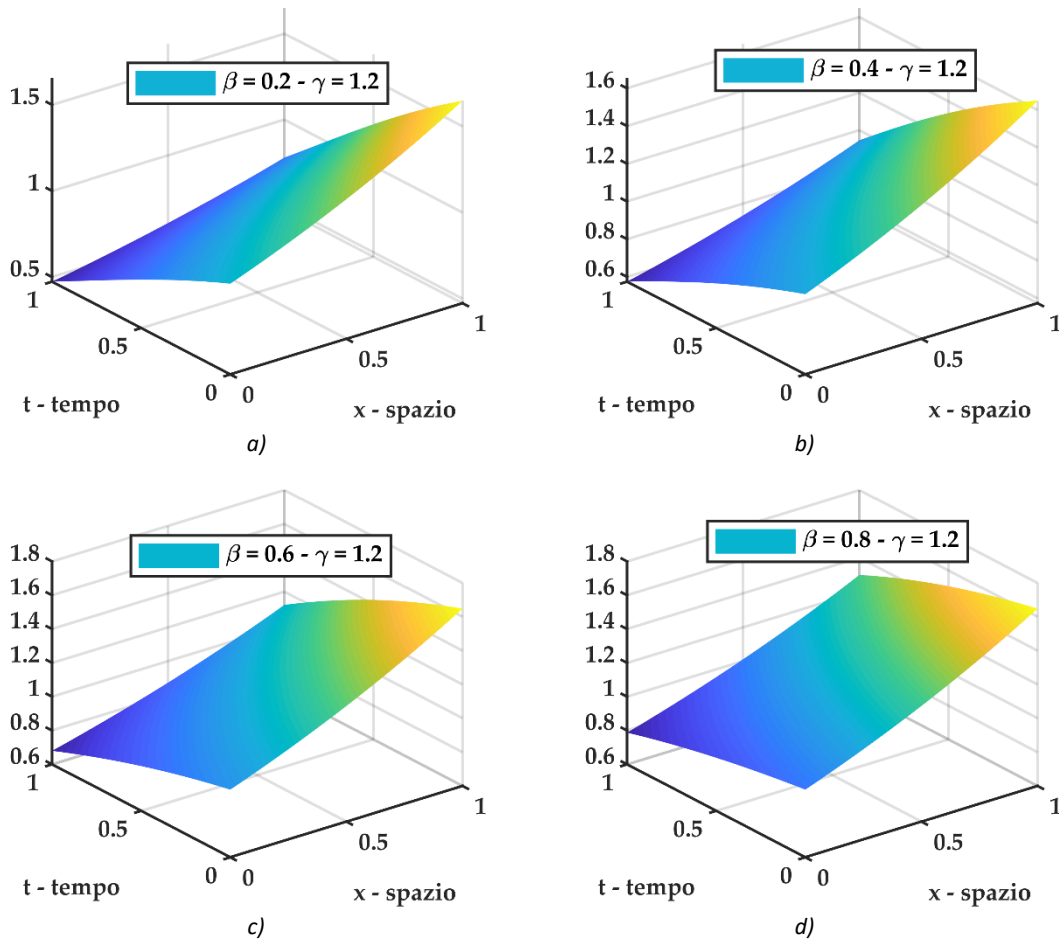 β = 0.2 - γ = 1.2
1.5
1
0.5
1
0.5
0
0
0.5
1
t - tempo
x - spazio
a)
β = 0.4 - γ = 1.2
1.6
1.4
1.2
1
0.8
0.6
1
0.5
0
0
0.5
1
t - tempo
x - spazio
b)
β = 0.6 - γ = 1.2
1.8
1.6
1.4
1.2
1
0.8
0.6
1
0.5
0
0
0.5
1
t - tempo
x - spazio
c)
β = 0.8 - γ = 1.2
1.8
1.6
1.4
1.2
1
0.8
0.6
1
0.5
0
0
0.5
1
t - tempo
x - spazio
d)